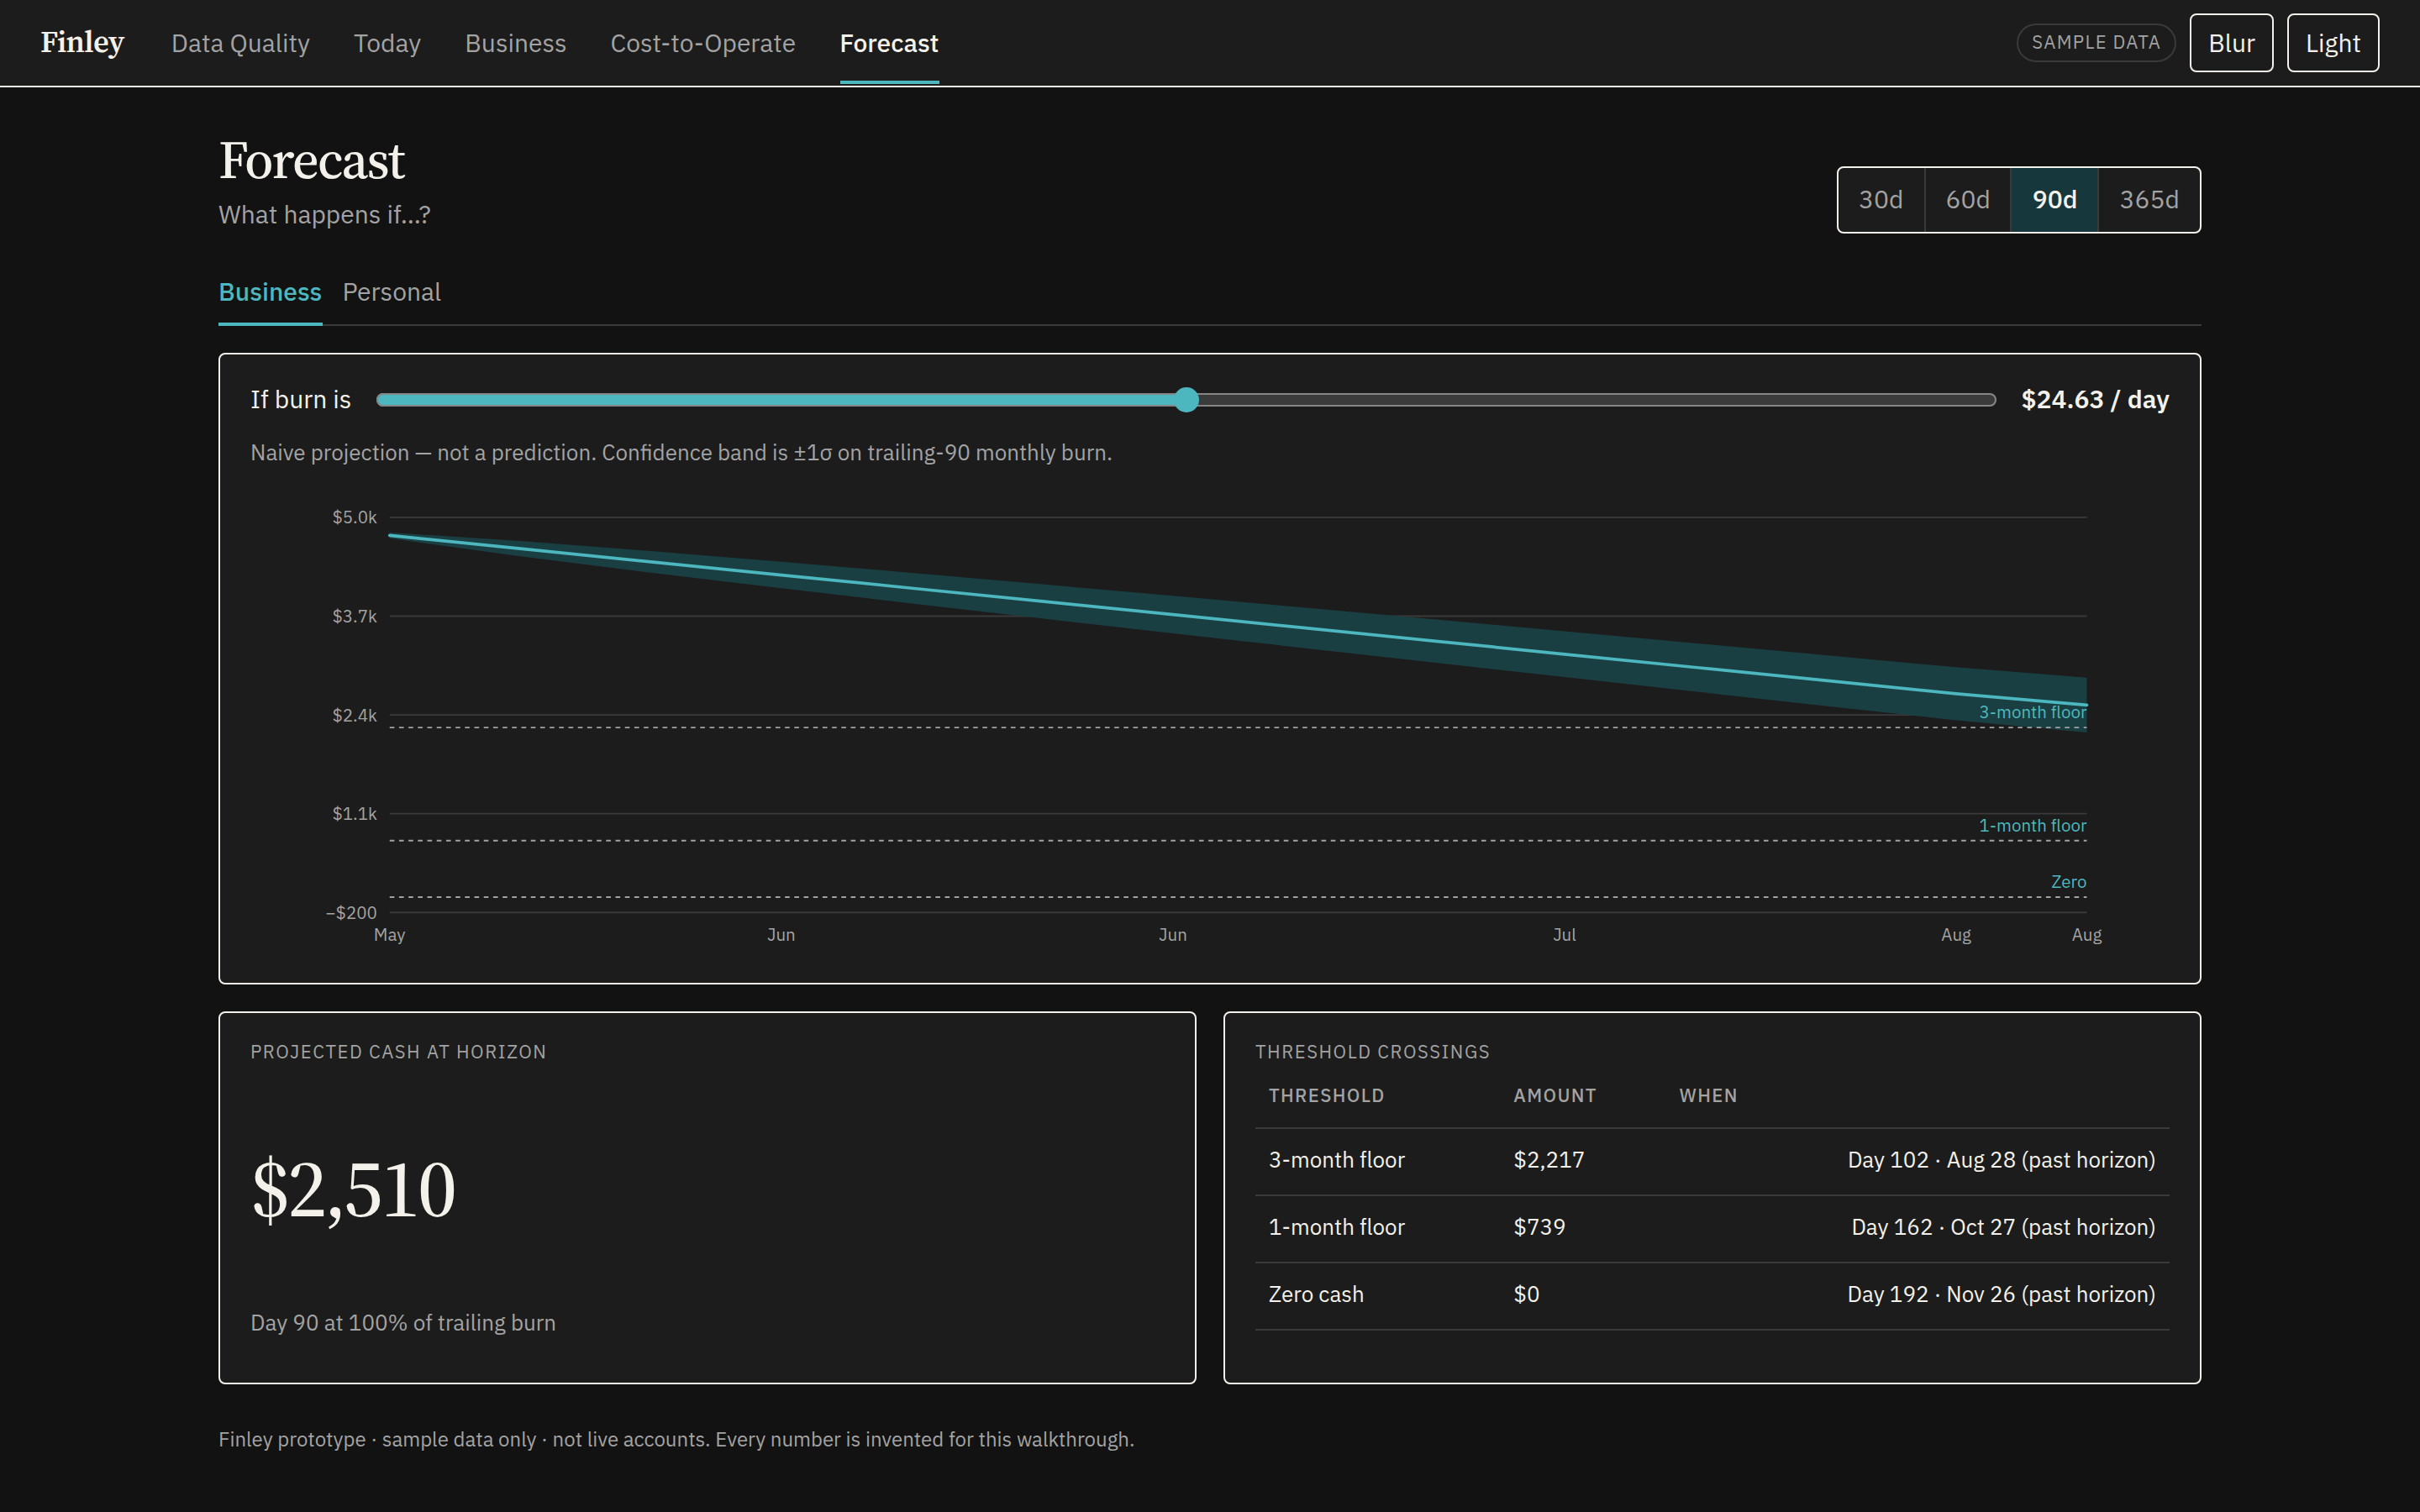 Finley Data Quality Today Business Cost-to-Operate Forecast SAMPLE DATA Blur Light
Forecast
What happens if...?
30d 60d 90d 365d
Business Personal
If burn is $24.63 / day
Naive projection — not a prediction. Confidence band is ±1σ on trailing-90 monthly burn.
$5.0k
$3.7k
$2.4k
3-month floor
$1.1k
1-month floor
Zero
−$200
May Jun Jun Jul Aug Aug
PROJECTED CASH AT HORIZON
$2,510
Day 90 at 100% of trailing burn
THRESHOLD CROSSINGS
THRESHOLD AMOUNT WHEN
3-month floor $2,217 Day 102 · Aug 28 (past horizon)
1-month floor $739 Day 162 · Oct 27 (past horizon)
Zero cash $0 Day 192 · Nov 26 (past horizon)
Finley prototype · sample data only · not live accounts. Every number is invented for this walkthrough.